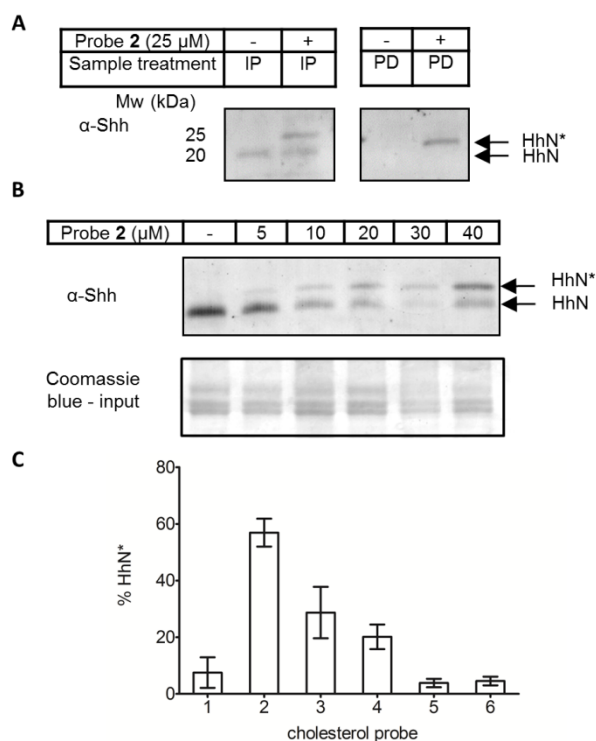 A
Probe 2 (25 µM) - + - +
Sample treatment IP IP PD PD
Mw (kDa)
α-Shh
25
20
HhN*
HhN
B
Probe 2 (µM) - 5 10 20 30 40
α-Shh
HhN*
HhN
Coomassie
blue - input
C
% HhN*
80
60
40
20
0
1 2 3 4 5 6
cholesterol probe